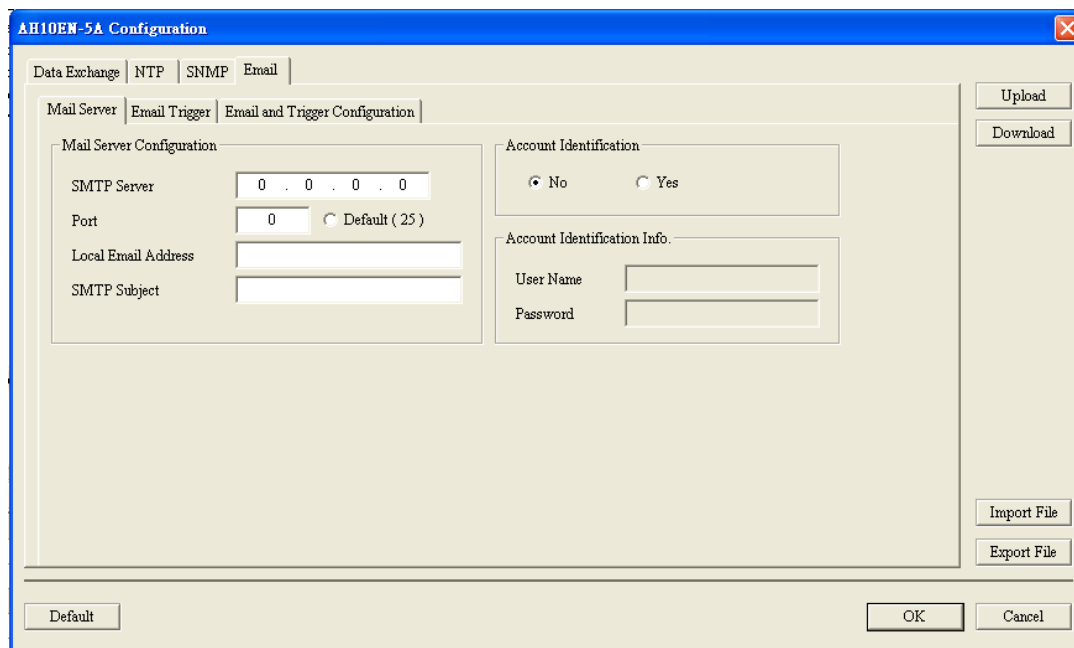 AH10EN-5A Configuration
Data Exchange NTP SNMP Email
Mail Server Email Trigger Email and Trigger Configuration
Mail Server Configuration
SMTP Server 0 . 0 . 0 . 0
Port 0 Default ( 25 )
Local Email Address
SMTP Subject
Account Identification
No Yes
Account Identification Info.
User Name
Password
Upload
Download
Import File
Export File
Default OK Cancel